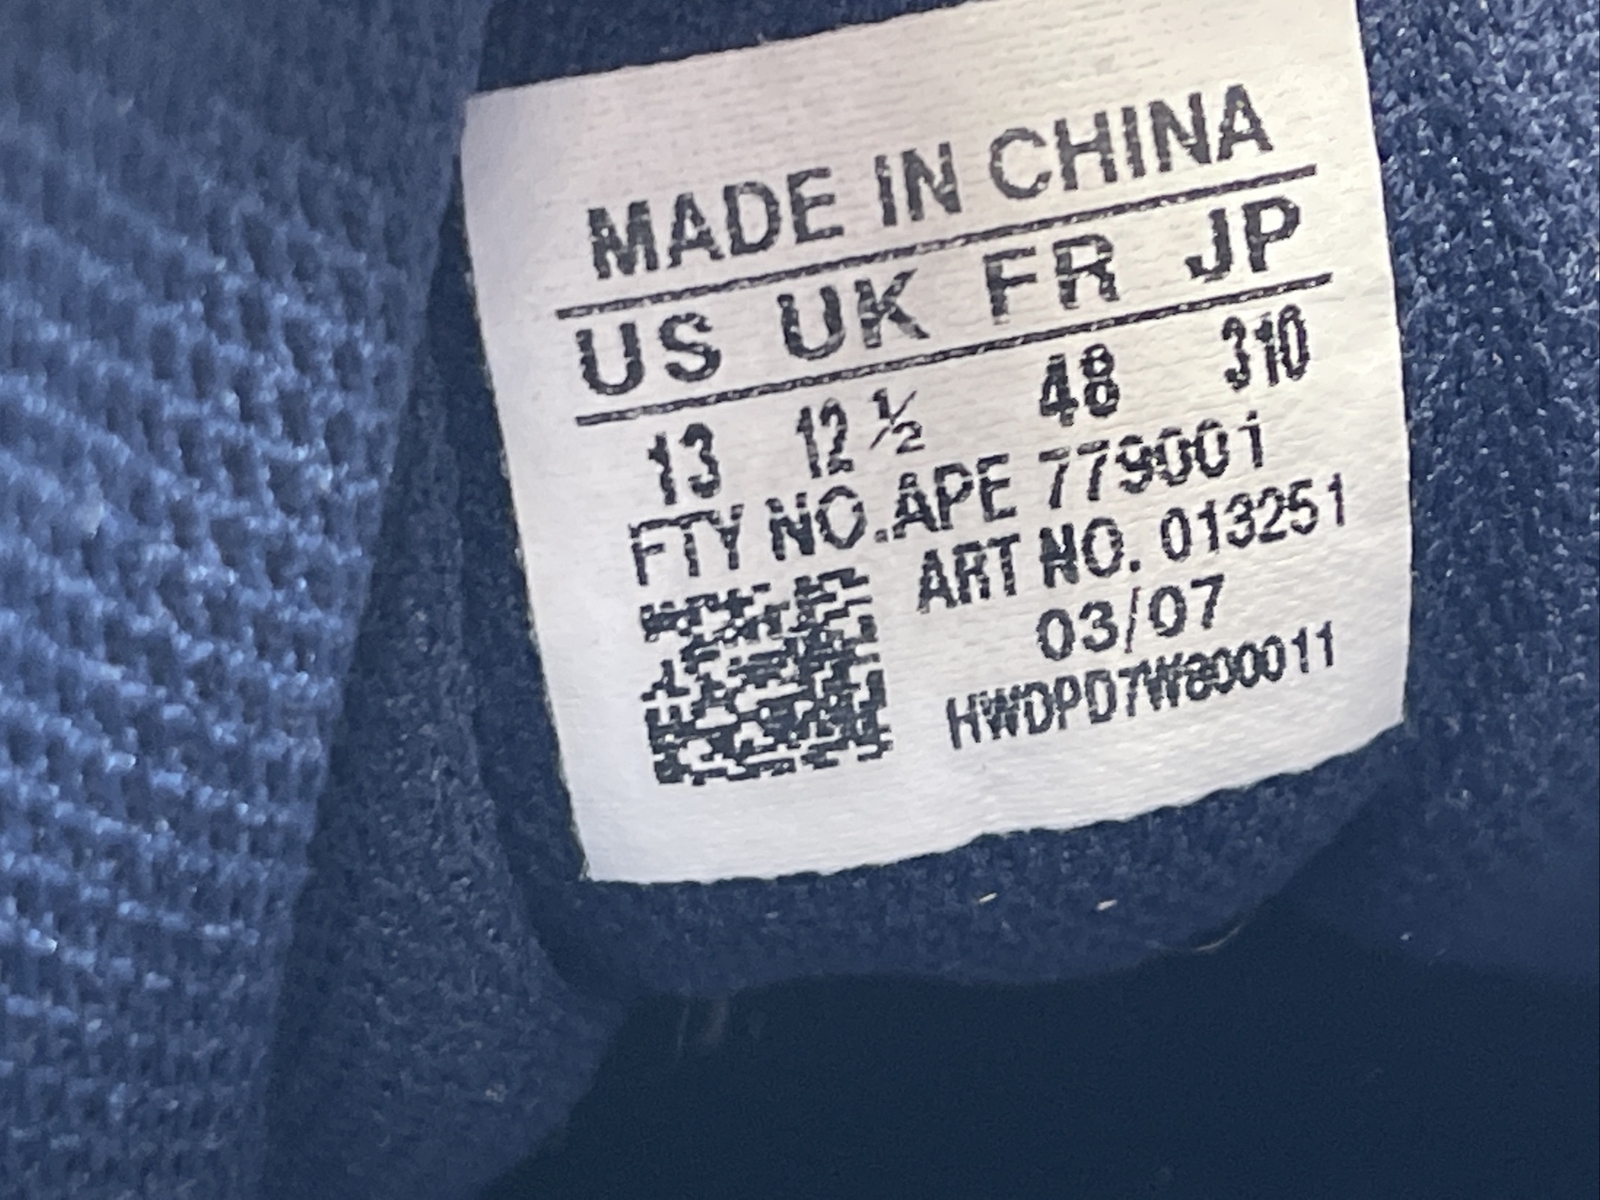 MADE IN CHINA
US UK FR JP
13 12 ½ 48 310
FTY NO.APE 779001
ART NO. 013251
03/07
HWDPD7W800011